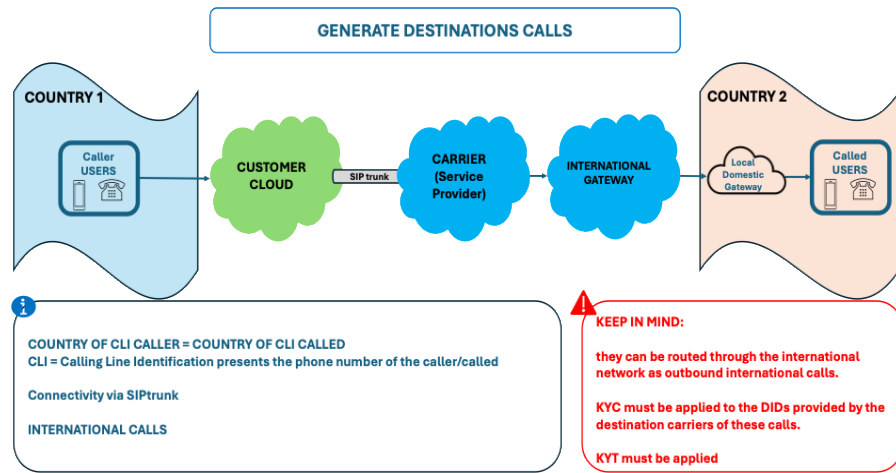 GENERATE DESTINATIONS CALLS
COUNTRY 1
COUNTRY 2
Caller
USERS
CUSTOMER
CLOUD
SIP trunk
CARRIER
(Service
Provider)
INTERNATIONAL
GATEWAY
Local
Domestic
Gateway
Called
USERS
i
COUNTRY OF CLI CALLER = COUNTRY OF CLI CALLED
CLI = Calling Line Identification presents the phone number of the caller/called
Connectivity via SIPtrunk
INTERNATIONAL CALLS
!
KEEP IN MIND:
they can be routed through the international
network as outbound international calls.
KYC must be applied to the DIDs provided by the
destination carriers of these calls.
KYT must be applied